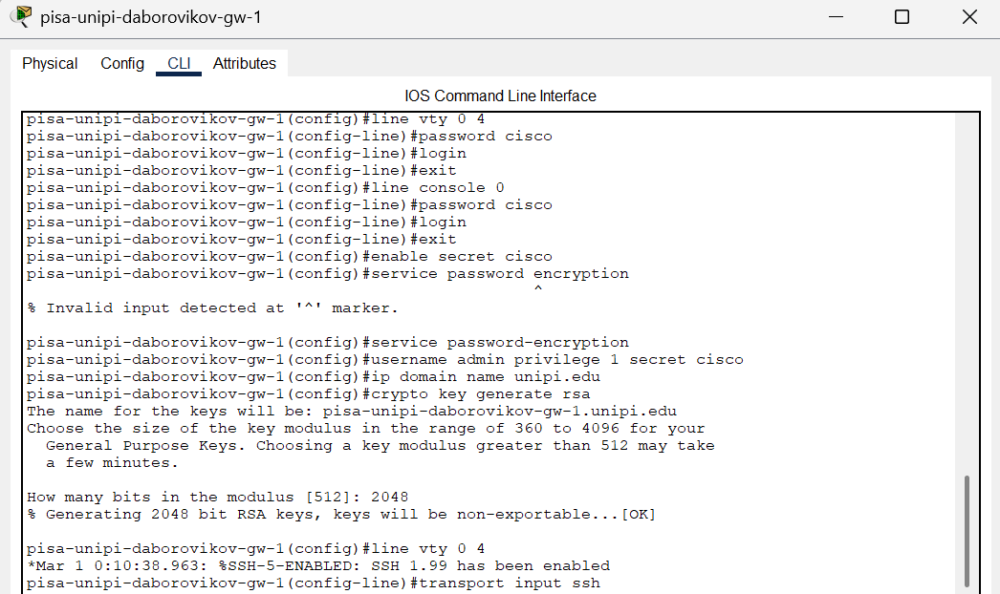 pisa-unipi-daborovikov-gw-1
Physical Config CLI Attributes
IOS Command Line Interface
pisa-unipi-daborovikov-gw-1(config)#line vty 0 4
pisa-unipi-daborovikov-gw-1(config-line)#password cisco
pisa-unipi-daborovikov-gw-1(config-line)#login
pisa-unipi-daborovikov-gw-1(config-line)#exit
pisa-unipi-daborovikov-gw-1(config)#line console 0
pisa-unipi-daborovikov-gw-1(config-line)#password cisco
pisa-unipi-daborovikov-gw-1(config-line)#login
pisa-unipi-daborovikov-gw-1(config-line)#exit
pisa-unipi-daborovikov-gw-1(config)#enable secret cisco
pisa-unipi-daborovikov-gw-1(config)#service password encryption
^
% Invalid input detected at '^' marker.
pisa-unipi-daborovikov-gw-1(config)#service password-encryption
pisa-unipi-daborovikov-gw-1(config)#username admin privilege 1 secret cisco
pisa-unipi-daborovikov-gw-1(config)#ip domain name unipi.edu
pisa-unipi-daborovikov-gw-1(config)#crypto key generate rsa
The name for the keys will be: pisa-unipi-daborovikov-gw-1.unipi.edu
Choose the size of the key modulus in the range of 360 to 4096 for your
General Purpose Keys. Choosing a key modulus greater than 512 may take
a few minutes.
How many bits in the modulus [512]: 2048
% Generating 2048 bit RSA keys, keys will be non-exportable...[OK]
pisa-unipi-daborovikov-gw-1(config)#line vty 0 4
*Mar 1 0:10:38.963: %SSH-5-ENABLED: SSH 1.99 has been enabled
pisa-unipi-daborovikov-gw-1(config-line)#transport input ssh